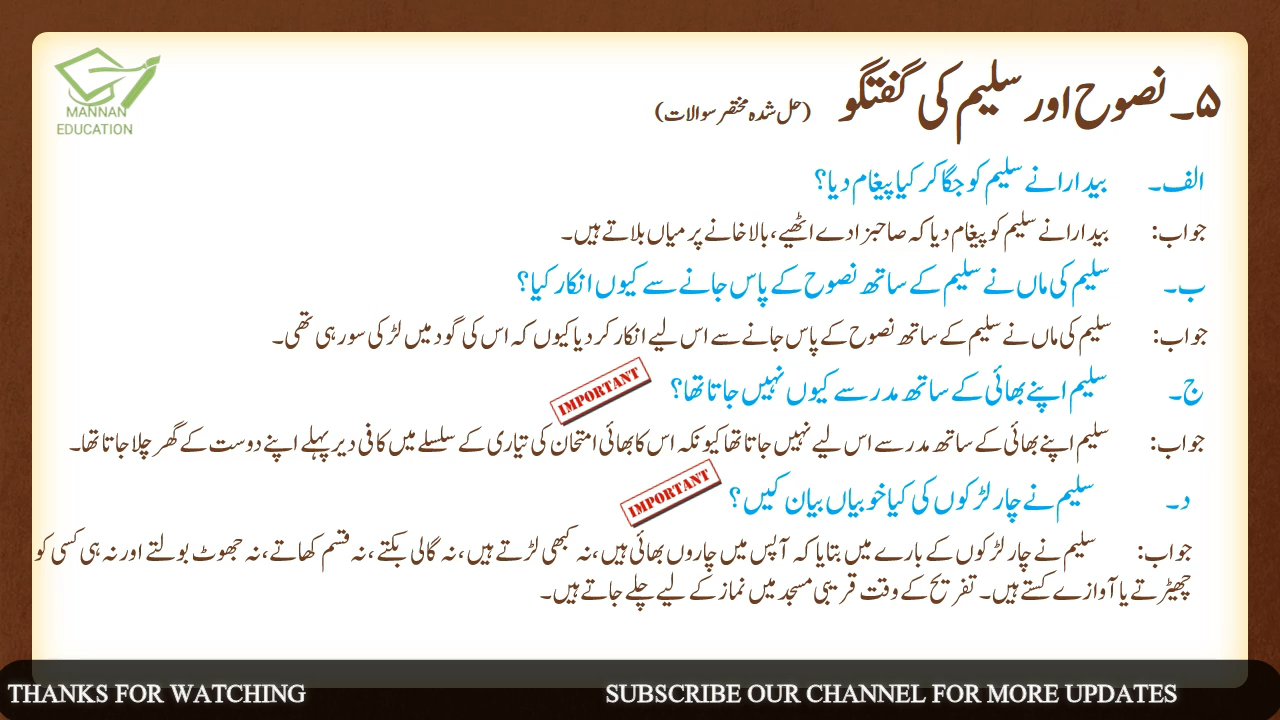 MANNAN
EDUCATION
۵۔ نصوح اور سلیم کی گفتگو (حل شدہ مختصر سوالات)
الف۔ بیدارا نے سلیم کو جگا کر کیا پیغام دیا؟
جواب: بیدارا نے سلیم کو پیغام دیا کہ صاحبزادے اٹھیے، بالا خانے پر میاں بلاتے ہیں۔
ب۔ سلیم کی ماں نے سلیم کے ساتھ نصوح کے پاس جانے سے کیوں انکار کیا؟
جواب: سلیم کی ماں نے سلیم کے ساتھ نصوح کے پاس جانے سے اس لیے انکار کر دیا کیوں کہ اس کی گود میں لڑکی سو رہی تھی۔
ج۔ سلیم اپنے بھائی کے ساتھ مدرسے کیوں نہیں جاتا تھا؟ IMPORTANT
جواب: سلیم اپنے بھائی کے ساتھ مدرسے اس لیے نہیں جاتا تھا کیونکہ اس کا بھائی امتحان کی تیاری کے سلسلے میں کافی دیر پہلے اپنے دوست کے گھر چلا جاتا تھا۔
د۔ سلیم نے چار لڑکوں کی کیا خوبیاں بیان کیں؟ IMPORTANT
جواب: سلیم نے چار لڑکوں کے بارے میں بتایا کہ آپس میں چاروں بھائی ہیں، نہ کبھی لڑتے ہیں، نہ گالی بکتے، نہ قسم کھاتے، نہ جھوٹ بولتے اور نہ ہی کسی کو
چھیڑتے یا آوازے کستے ہیں۔ تفریح کے وقت قریبی مسجد میں نماز کے لیے چلے جاتے ہیں۔
THANKS FOR WATCHING SUBSCRIBE OUR CHANNEL FOR MORE UPDATES